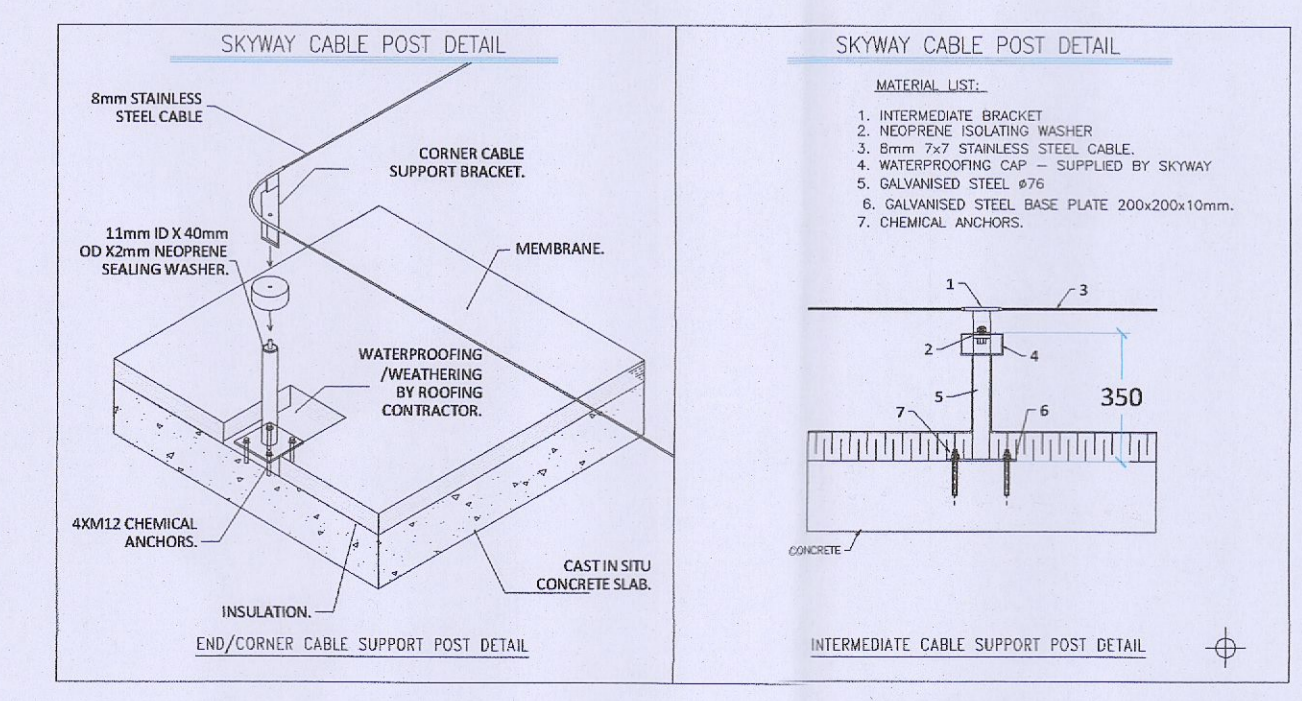 SKYWAY CABLE POST DETAIL
8mm STAINLESS
STEEL CABLE
CORNER CABLE
SUPPORT BRACKET.
11mm ID X 40mm
OD X2mm NEOPRENE
SEALING WASHER.
MEMBRANE.
WATERPROOFING
/WEATHERING
BY ROOFING
CONTRACTOR.
4XM12 CHEMICAL
ANCHORS.
CAST IN SITU
CONCRETE SLAB.
INSULATION.
END/CORNER CABLE SUPPORT POST DETAIL
SKYWAY CABLE POST DETAIL
MATERIAL LIST:
1. INTERMEDIATE BRACKET
2. NEOPRENE ISOLATING WASHER
3. 8mm 7x7 STAINLESS STEEL CABLE.
4. WATERPROOFING CAP – SUPPLIED BY SKYWAY
5. GALVANISED STEEL ø76
6. GALVANISED STEEL BASE PLATE 200x200x10mm.
7. CHEMICAL ANCHORS.
1
3
2
4
5
350
7
6
CONCRETE
INTERMEDIATE CABLE SUPPORT POST DETAIL